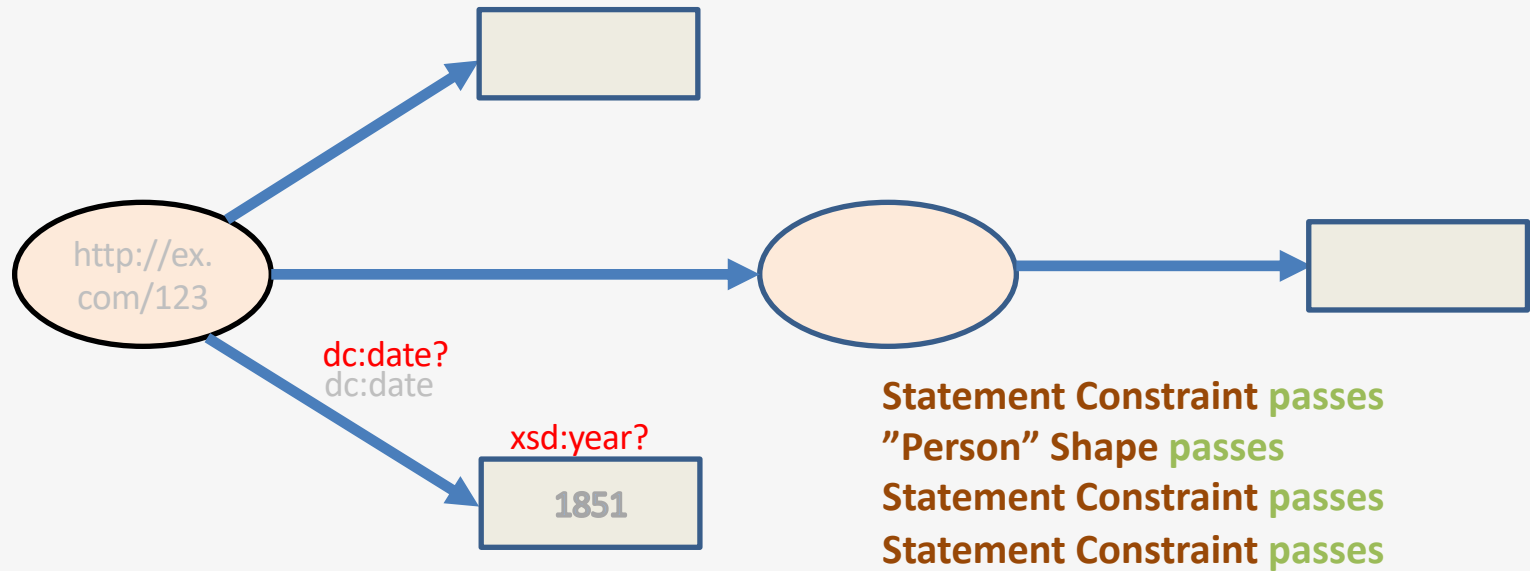 http://ex.
com/123
dc:date?
dc:date
xsd:year?
1851
Statement Constraint passes
”Person” Shape passes
Statement Constraint passes
Statement Constraint passes